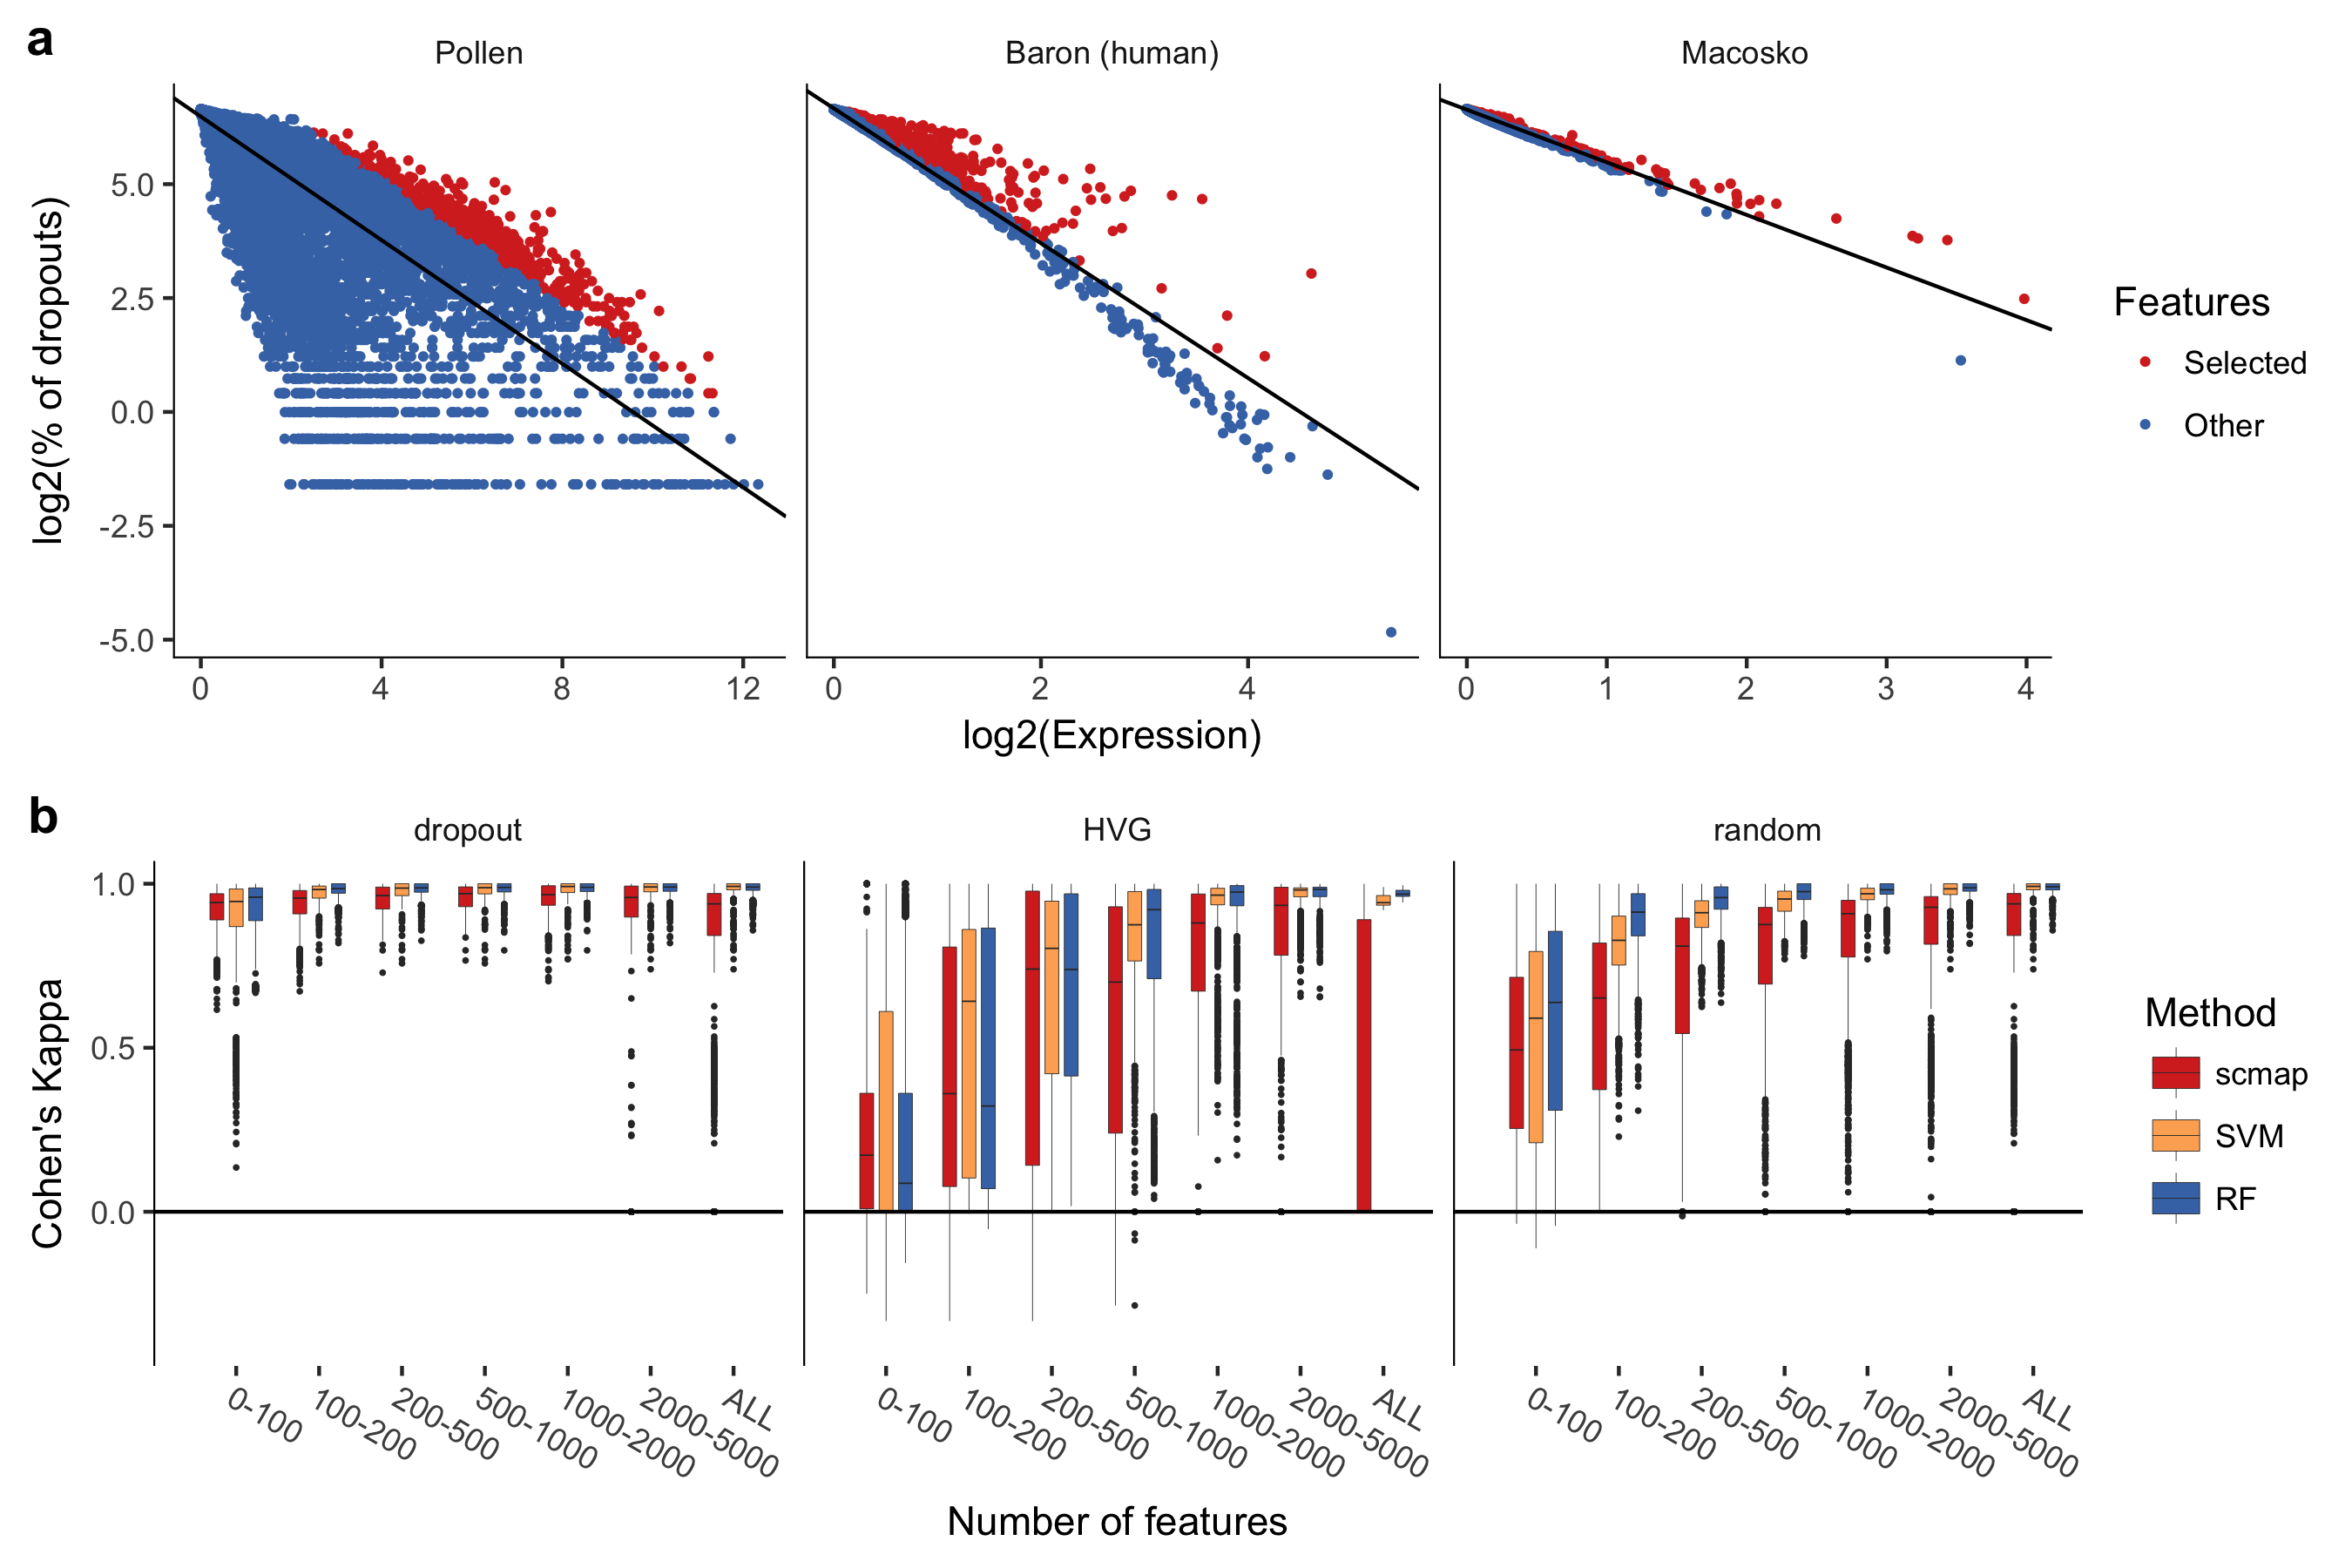 a
Pollen
Baron (human)
Macosko
log2(% of dropouts)
5.0
2.5
0.0
-2.5
-5.0
0 4 8 12
0 2 4
0 1 2 3 4
log2(Expression)
Features
Selected
Other
b
dropout
HVG
random
Cohen's Kappa
1.0
0.5
0.0
0-100 100-200 200-500 500-1000 1000-2000 2000-5000 ALL
0-100 100-200 200-500 500-1000 1000-2000 2000-5000 ALL
0-100 100-200 200-500 500-1000 1000-2000 2000-5000 ALL
Number of features
Method
scmap
SVM
RF